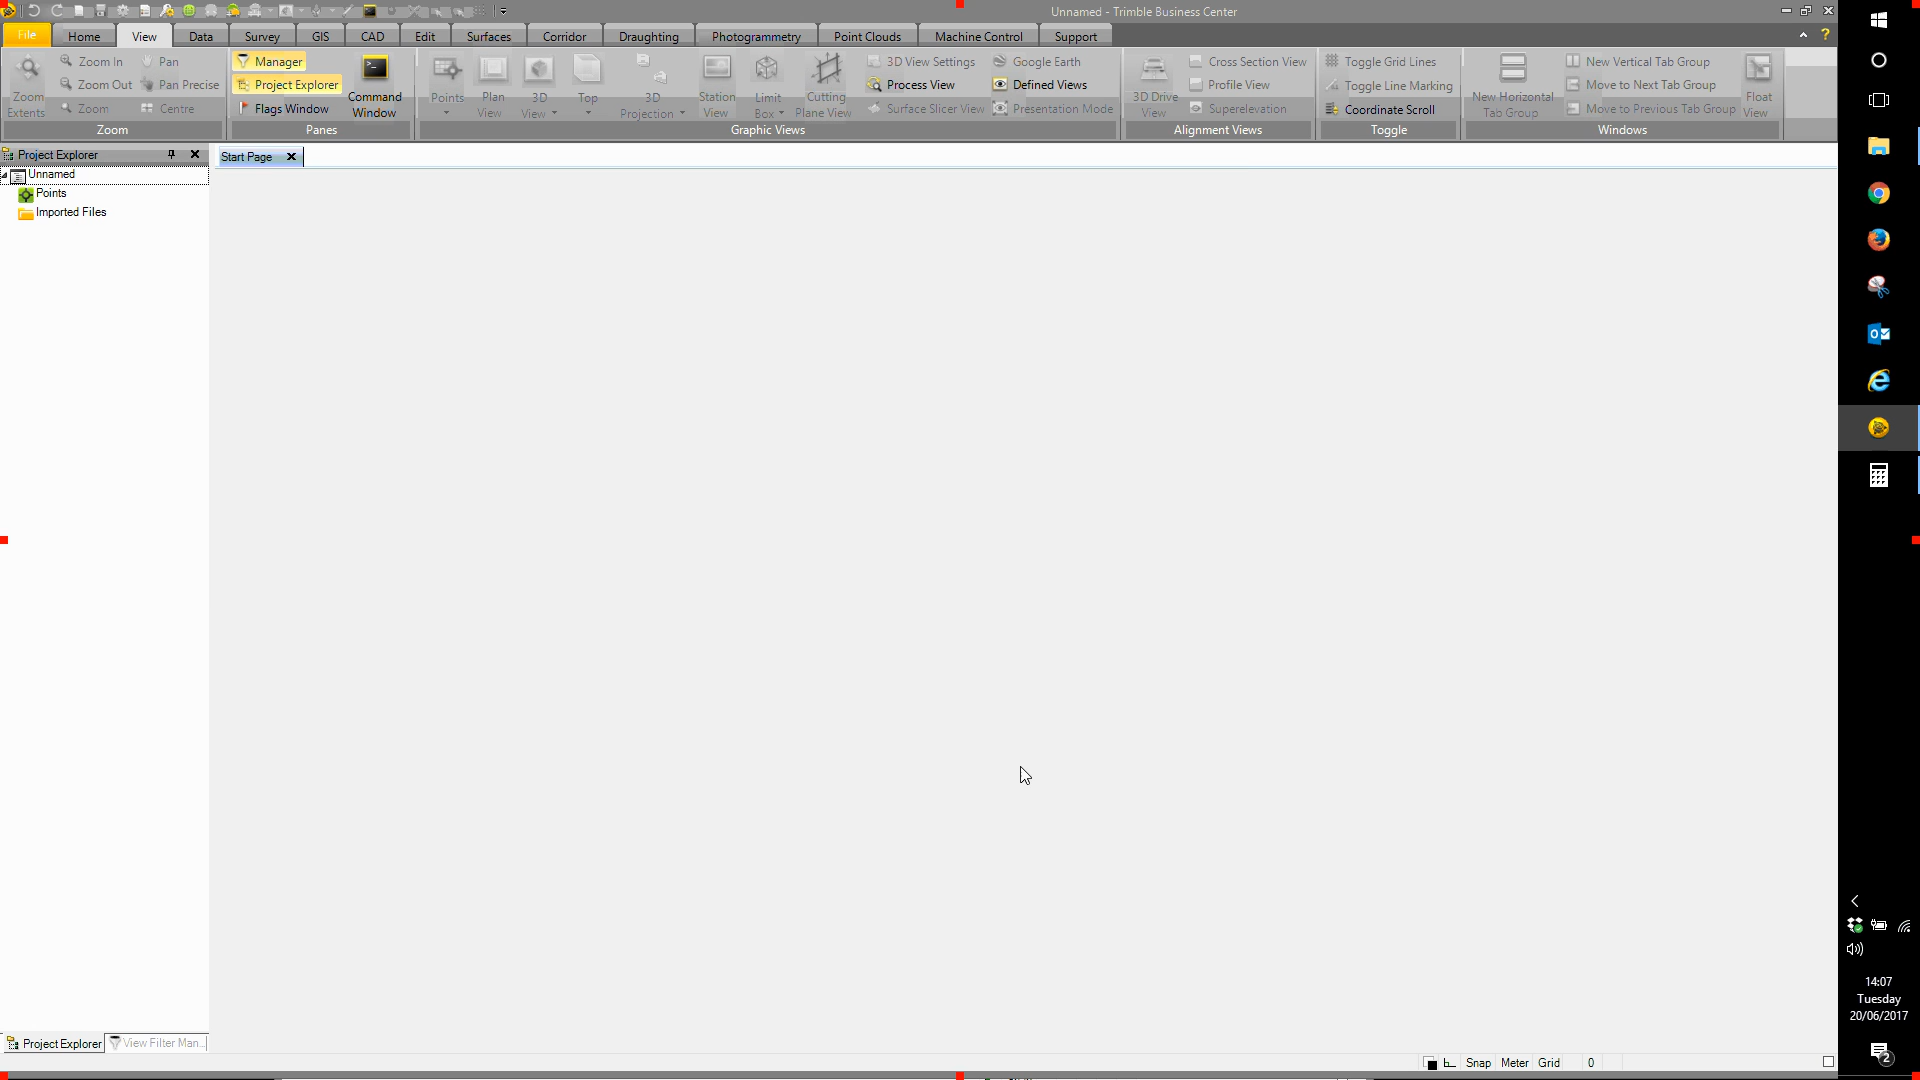 Unnamed - Trimble Business Center
File Home View Data Survey GIS CAD Edit Surfaces Corridor Draughting Photogrammetry Point Clouds Machine Control Support
Zoom Extents
Zoom In
Zoom Out
Zoom
Pan
Pan Precise
Centre
Zoom
Manager
Project Explorer
Flags Window
Command Window
Panes
Points
Plan View
3D View
Top
3D Projection
Station View
Limit Box
Cutting Plane View
3D View Settings
Process View
Surface Slicer View
Google Earth
Defined Views
Presentation Mode
Graphic Views
3D Drive View
Cross Section View
Profile View
Superelevation
Alignment Views
Toggle Grid Lines
Toggle Line Marking
Coordinate Scroll
Toggle
New Horizontal Tab Group
New Vertical Tab Group
Move to Next Tab Group
Move to Previous Tab Group
Float View
Windows
Project Explorer
Start Page
Unnamed
Points
Imported Files
Project Explorer View Filter Man...
Snap Meter Grid 0
14:07
Tuesday
20/06/2017
2